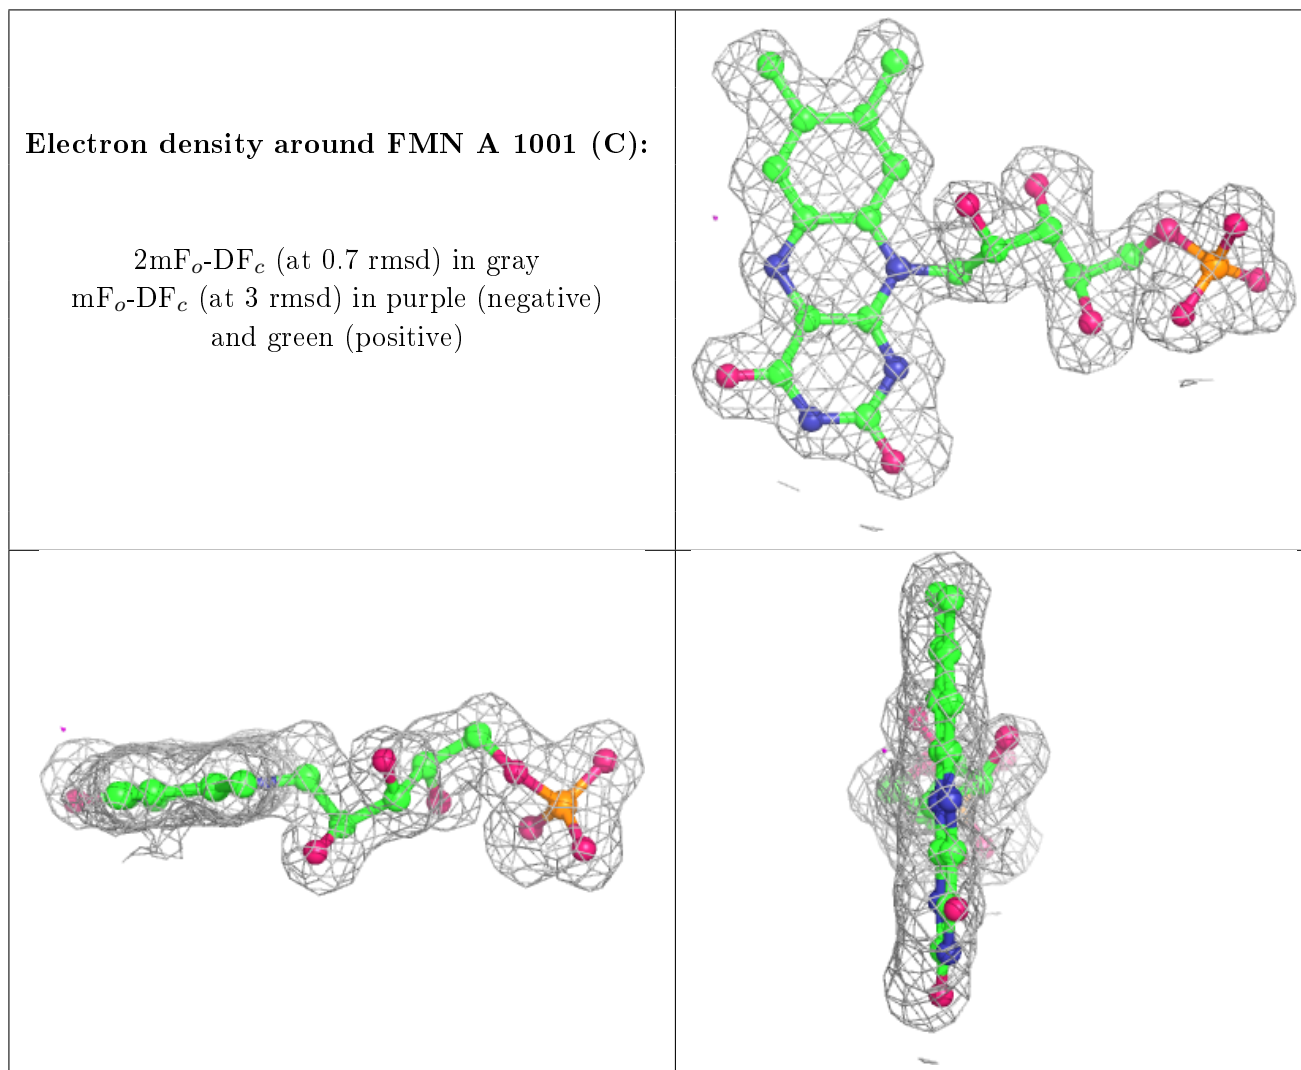 Electron density around FMN A 1001 (C):
2mFo-DFc (at 0.7 rmsd) in gray
mFo-DFc (at 3 rmsd) in purple (negative)
and green (positive)